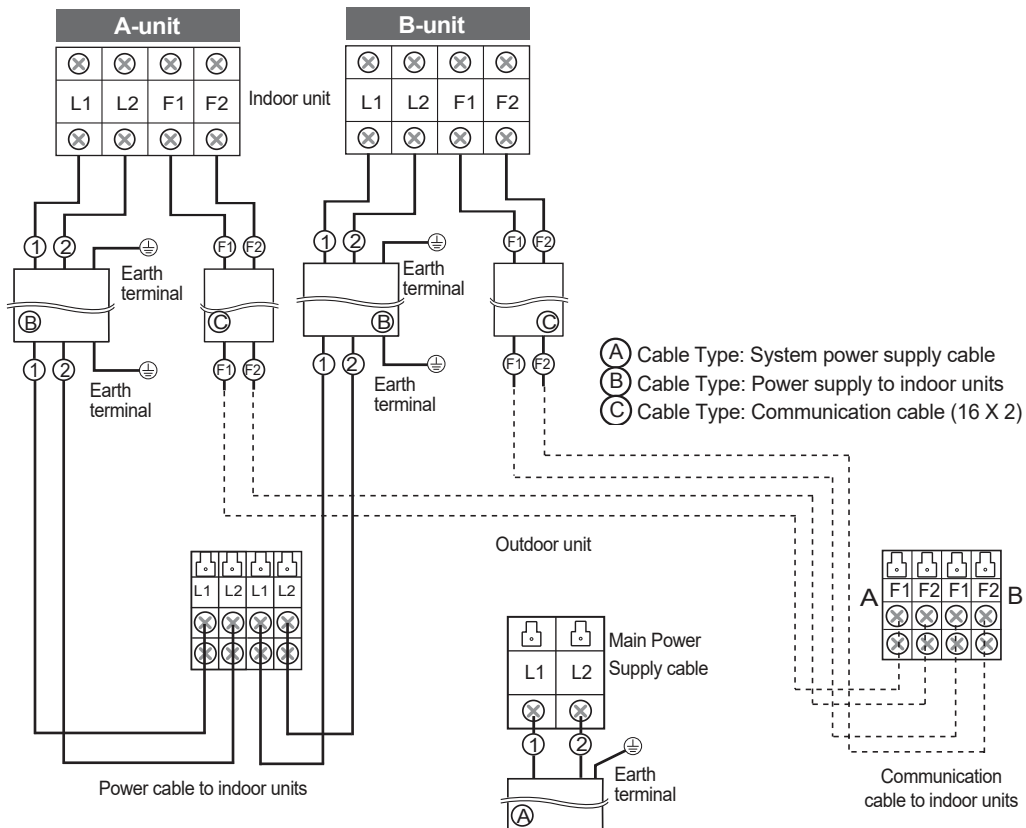 A-unit
B-unit
L1 L2 F1 F2
Indoor unit
L1 L2 F1 F2
1 2
F1 F2
1 2
F1 F2
Earth
terminal
Earth
terminal
B
C
B
C
1 2
F1 F2
1 2
F1 F2
Earth
terminal
Earth
terminal
A Cable Type: System power supply cable
B Cable Type: Power supply to indoor units
C Cable Type: Communication cable (16 X 2)
Outdoor unit
L1 L2 L1 L2
A F1 F2 F1 F2 B
Main Power
Supply cable
L1 L2
1 2
Earth
terminal
A
Power cable to indoor units
Communication
cable to indoor units